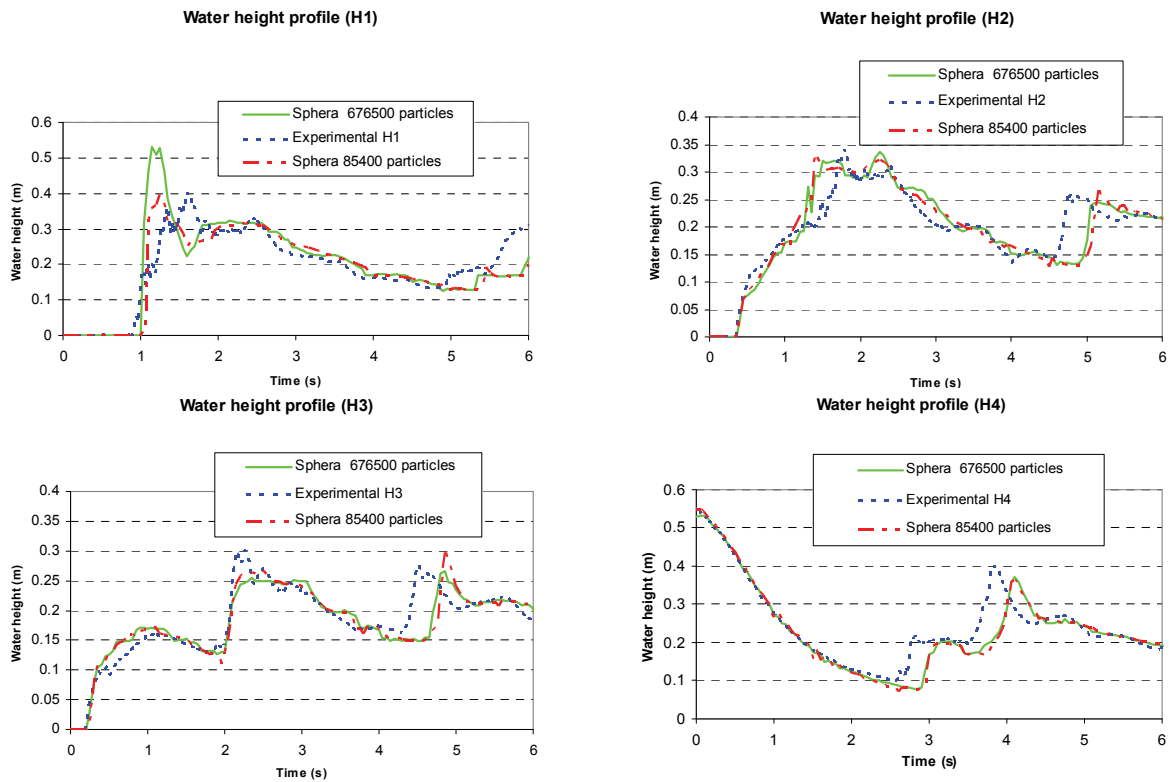 Water height profile (H1)
Sphera 676500 particles
Experimental H1
Sphera 85400 particles
Water height (m)
0.6
0.5
0.4
0.3
0.2
0.1
0
0 1 2 3 4 5 6
Time (s)
Water height profile (H2)
Sphera 676500 particles
Experimental H2
Sphera 85400 particles
Water height (m)
0.4
0.35
0.3
0.25
0.2
0.15
0.1
0.05
0
0 1 2 3 4 5 6
Time (s)
Water height profile (H3)
Sphera 676500 particles
Experimental H3
Sphera 85400 particles
Water height (m)
0.4
0.35
0.3
0.25
0.2
0.15
0.1
0.05
0
0 1 2 3 4 5 6
Time (s)
Water height profile (H4)
Sphera 676500 particles
Experimental H4
Sphera 85400 particles
Water height (m)
0.6
0.5
0.4
0.3
0.2
0.1
0
0 1 2 3 4 5 6
Time (s)